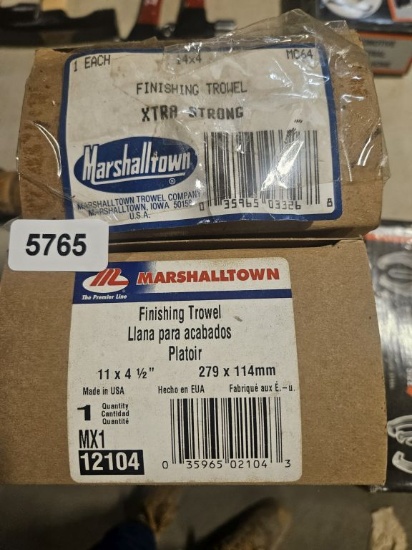 1 EACH 14x4 MC64
FINISHING TROWEL
XTRA STRONG
Marshalltown
MARSHALLTOWN TROWEL COMPANY
MARSHALLTOWN, IOWA 50158
U.S.A.
0 35965 03326 8
5765
MARSHALLTOWN
The Premier Line
Finishing Trowel
Llana para acabados
Platoir
11 x 4 ½" 279 x 114mm
Made in USA Hecho en EUA Fabriqué aux É.-u.
1 Quantity
Cantidad
Quantité
MX1
12104
0 35965 02104 3